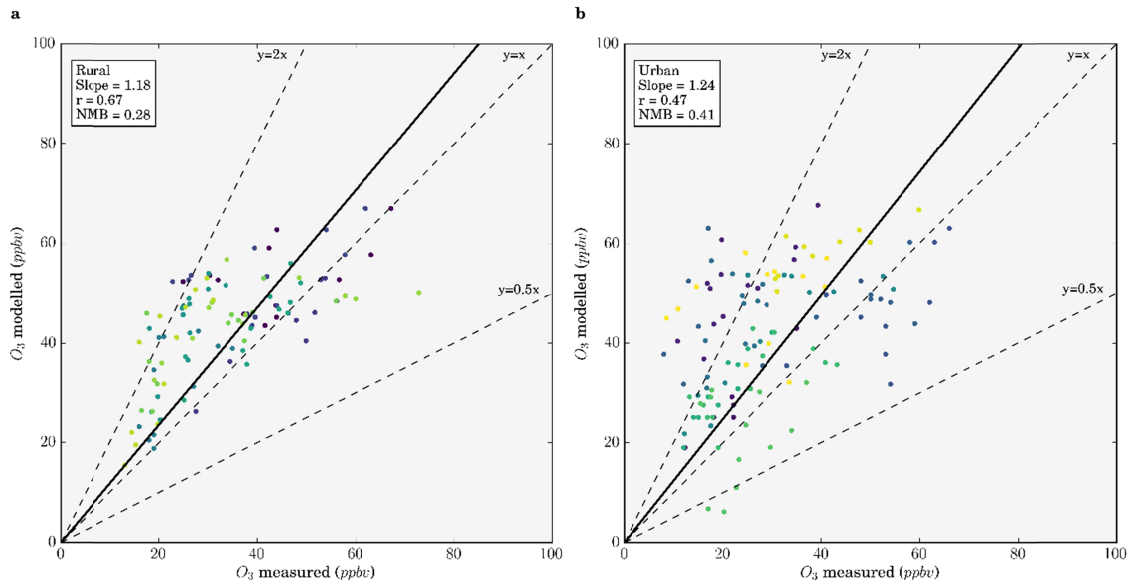 a
100
80
60
40
20
0
0 20 40 60 80 100
O3 modelled (ppbv)
O3 measured (ppbv)
Rural
Slope = 1.18
r = 0.67
NMB = 0.28
y=2x
y=x
y=0.5x
b
100
80
60
40
20
0
0 20 40 60 80 100
O3 modelled (ppbv)
O3 measured (ppbv)
Urban
Slope = 1.24
r = 0.47
NMB = 0.41
y=2x
y=x
y=0.5x